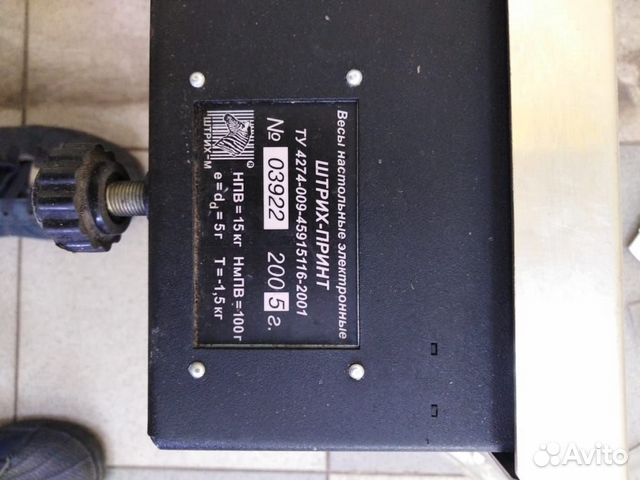 Весы настольные электронные
ШТРИХ-ПРИНТ
ТУ 4274-009-45915116-2001
№ 03922 2005 г.
ШТРИХ-М
НПВ=15кг НмПВ=100г
e=dd=5г T=-1,5кг
Avito